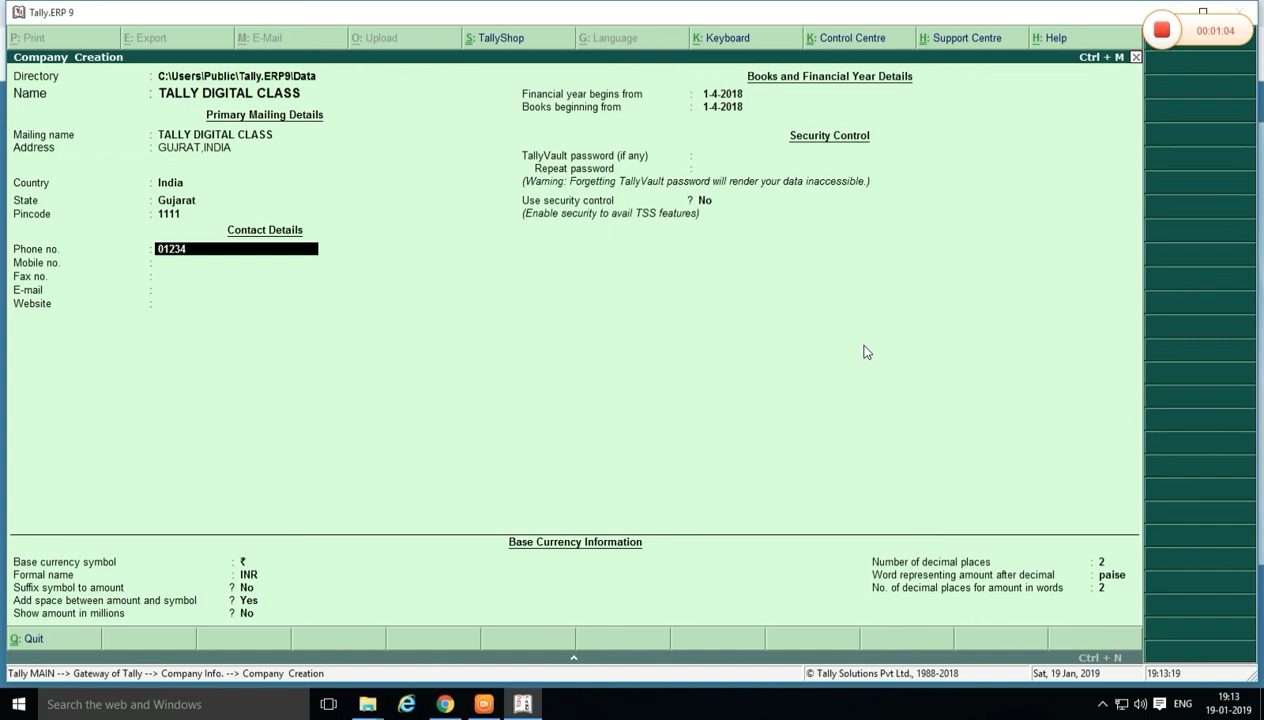 Tally.ERP 9
P: Print E: Export M: E-Mail O: Upload S: TallyShop G: Language K: Keyboard K: Control Centre H: Support Centre H: Help
00:01:04
Company Creation Ctrl + M
Directory : C:\Users\Public\Tally.ERP9\Data
Name : TALLY DIGITAL CLASS
Primary Mailing Details
Mailing name : TALLY DIGITAL CLASS
Address : GUJRAT,INDIA
Country : India
State : Gujarat
Pincode : 1111
Contact Details
Phone no. : 01234
Mobile no. :
Fax no. :
E-mail :
Website :
Books and Financial Year Details
Financial year begins from : 1-4-2018
Books beginning from : 1-4-2018
Security Control
TallyVault password (if any) :
Repeat password :
(Warning: Forgetting TallyVault password will render your data inaccessible.)
Use security control ? No
(Enable security to avail TSS features)
Base Currency Information
Base currency symbol : ₹
Formal name : INR
Suffix symbol to amount ? No
Add space between amount and symbol ? Yes
Show amount in millions ? No
Number of decimal places : 2
Word representing amount after decimal : paise
No. of decimal places for amount in words : 2
Q: Quit
Ctrl + N
Tally MAIN --> Gateway of Tally --> Company Info. --> Company Creation © Tally Solutions Pvt Ltd., 1988-2018 Sat, 19 Jan, 2019 19:13:19
Search the web and Windows
ENG
19:13
19-01-2019